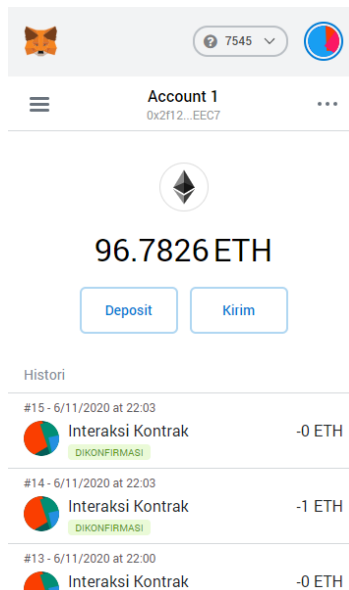 7545
Account 1
0x2f12...EEC7
96.7826 ETH
Deposit
Kirim
Histori
#15 - 6/11/2020 at 22:03
Interaksi Kontrak
-0 ETH
DIKONFIRMASI
#14 - 6/11/2020 at 22:03
Interaksi Kontrak
-1 ETH
DIKONFIRMASI
#13 - 6/11/2020 at 22:00
Interaksi Kontrak
-0 ETH